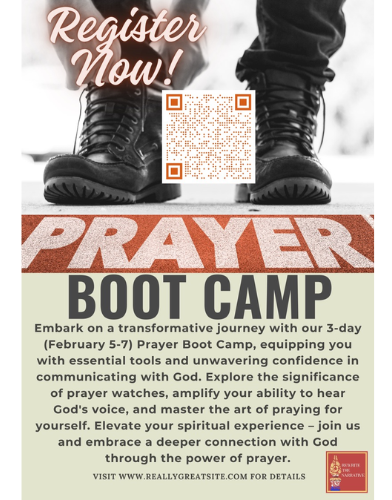 Register
Now!
PRAYER
BOOT CAMP
Embark on a transformative journey with our 3-day
(February 5-7) Prayer Boot Camp, equipping you
with essential tools and unwavering confidence in
communicating with God. Explore the significance
of prayer watches, amplify your ability to hear
God's voice, and master the art of praying for
yourself. Elevate your spiritual experience – join us
and embrace a deeper connection with God
through the power of prayer.
VISIT WWW.REALLYGREATSITE.COM FOR DETAILS
THE
NARRATIVE